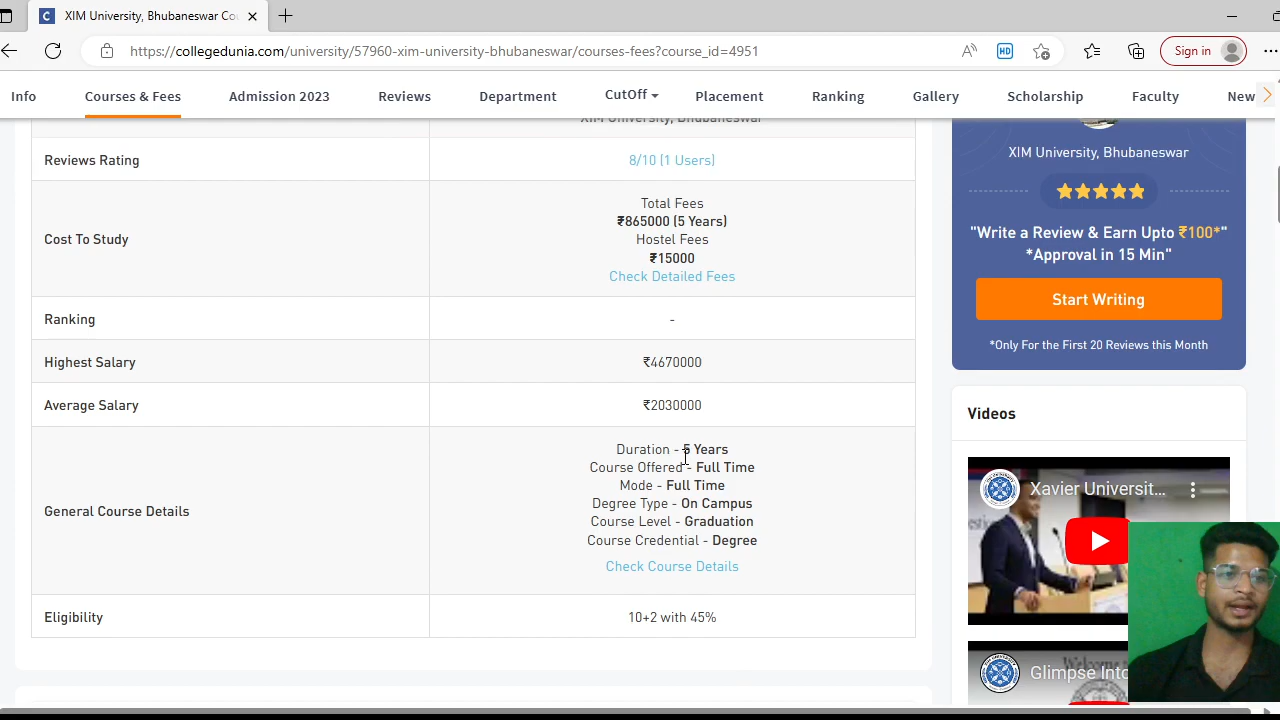 XIM University, Bhubaneswar Co
https://collegedunia.com/university/57960-xim-university-bhubaneswar/courses-fees?course_id=4951
HD
Sign in
Info
Courses & Fees
Admission 2023
Reviews
Department
CutOff
Placement
Ranking
Gallery
Scholarship
Faculty
New
XIM University, Bhubaneswar
Reviews Rating
8/10 (1 Users)
Cost To Study
Total Fees
₹865000 (5 Years)
Hostel Fees
₹15000
Check Detailed Fees
Ranking
-
Highest Salary
₹4670000
Average Salary
₹2030000
General Course Details
Duration - 5 Years
Course Offered - Full Time
Mode - Full Time
Degree Type - On Campus
Course Level - Graduation
Course Credential - Degree
Check Course Details
Eligibility
10+2 with 45%
XIM University, Bhubaneswar
"Write a Review & Earn Upto ₹100*"
*Approval in 15 Min"
Start Writing
*Only For the First 20 Reviews this Month
Videos
Xavier Universit...
Glimpse Into